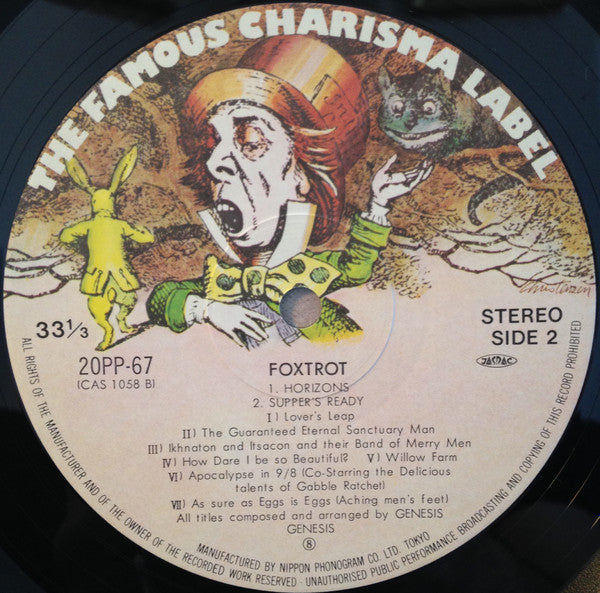 THE FAMOUS CHARISMA LABEL
Christensen
33⅓
STEREO
SIDE 2
20PP-67
(CAS 1058 B)
JASRAC
FOXTROT
1. HORIZONS
2. SUPPER'S READY
I) Lover's Leap
II) The Guaranteed Eternal Sanctuary Man
III) Ikhnaton and Itsacon and their Band of Merry Men
IV) How Dare I be so Beautiful? V) Willow Farm
VI) Apocalypse in 9/8 (Co-Starring the Delicious
talents of Gabble Ratchet)
VII) As sure as Eggs is Eggs (Aching men's feet)
All titles composed and arranged by GENESIS
GENESIS
8
ALL RIGHTS OF THE MANUFACTURER AND OF THE OWNER OF THE RECORDED WORK RESERVED · UNAUTHORISED PUBLIC PERFORMANCE BROADCASTING AND COPYING OF THIS RECORD PROHIBITED
MANUFACTURED BY NIPPON PHONOGRAM CO. LTD. TOKYO